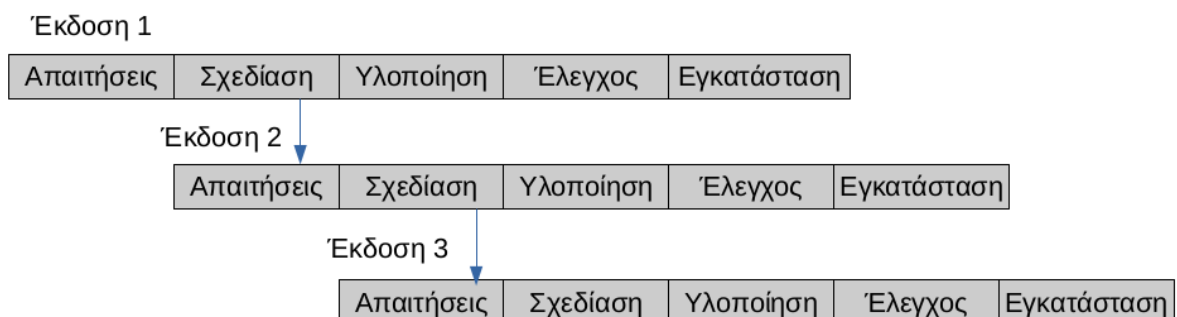 Έκδοση 1
Απαιτήσεις Σχεδίαση Υλοποίηση Έλεγχος Εγκατάσταση
Έκδοση 2
Απαιτήσεις Σχεδίαση Υλοποίηση Έλεγχος Εγκατάσταση
Έκδοση 3
Απαιτήσεις Σχεδίαση Υλοποίηση Έλεγχος Εγκατάσταση